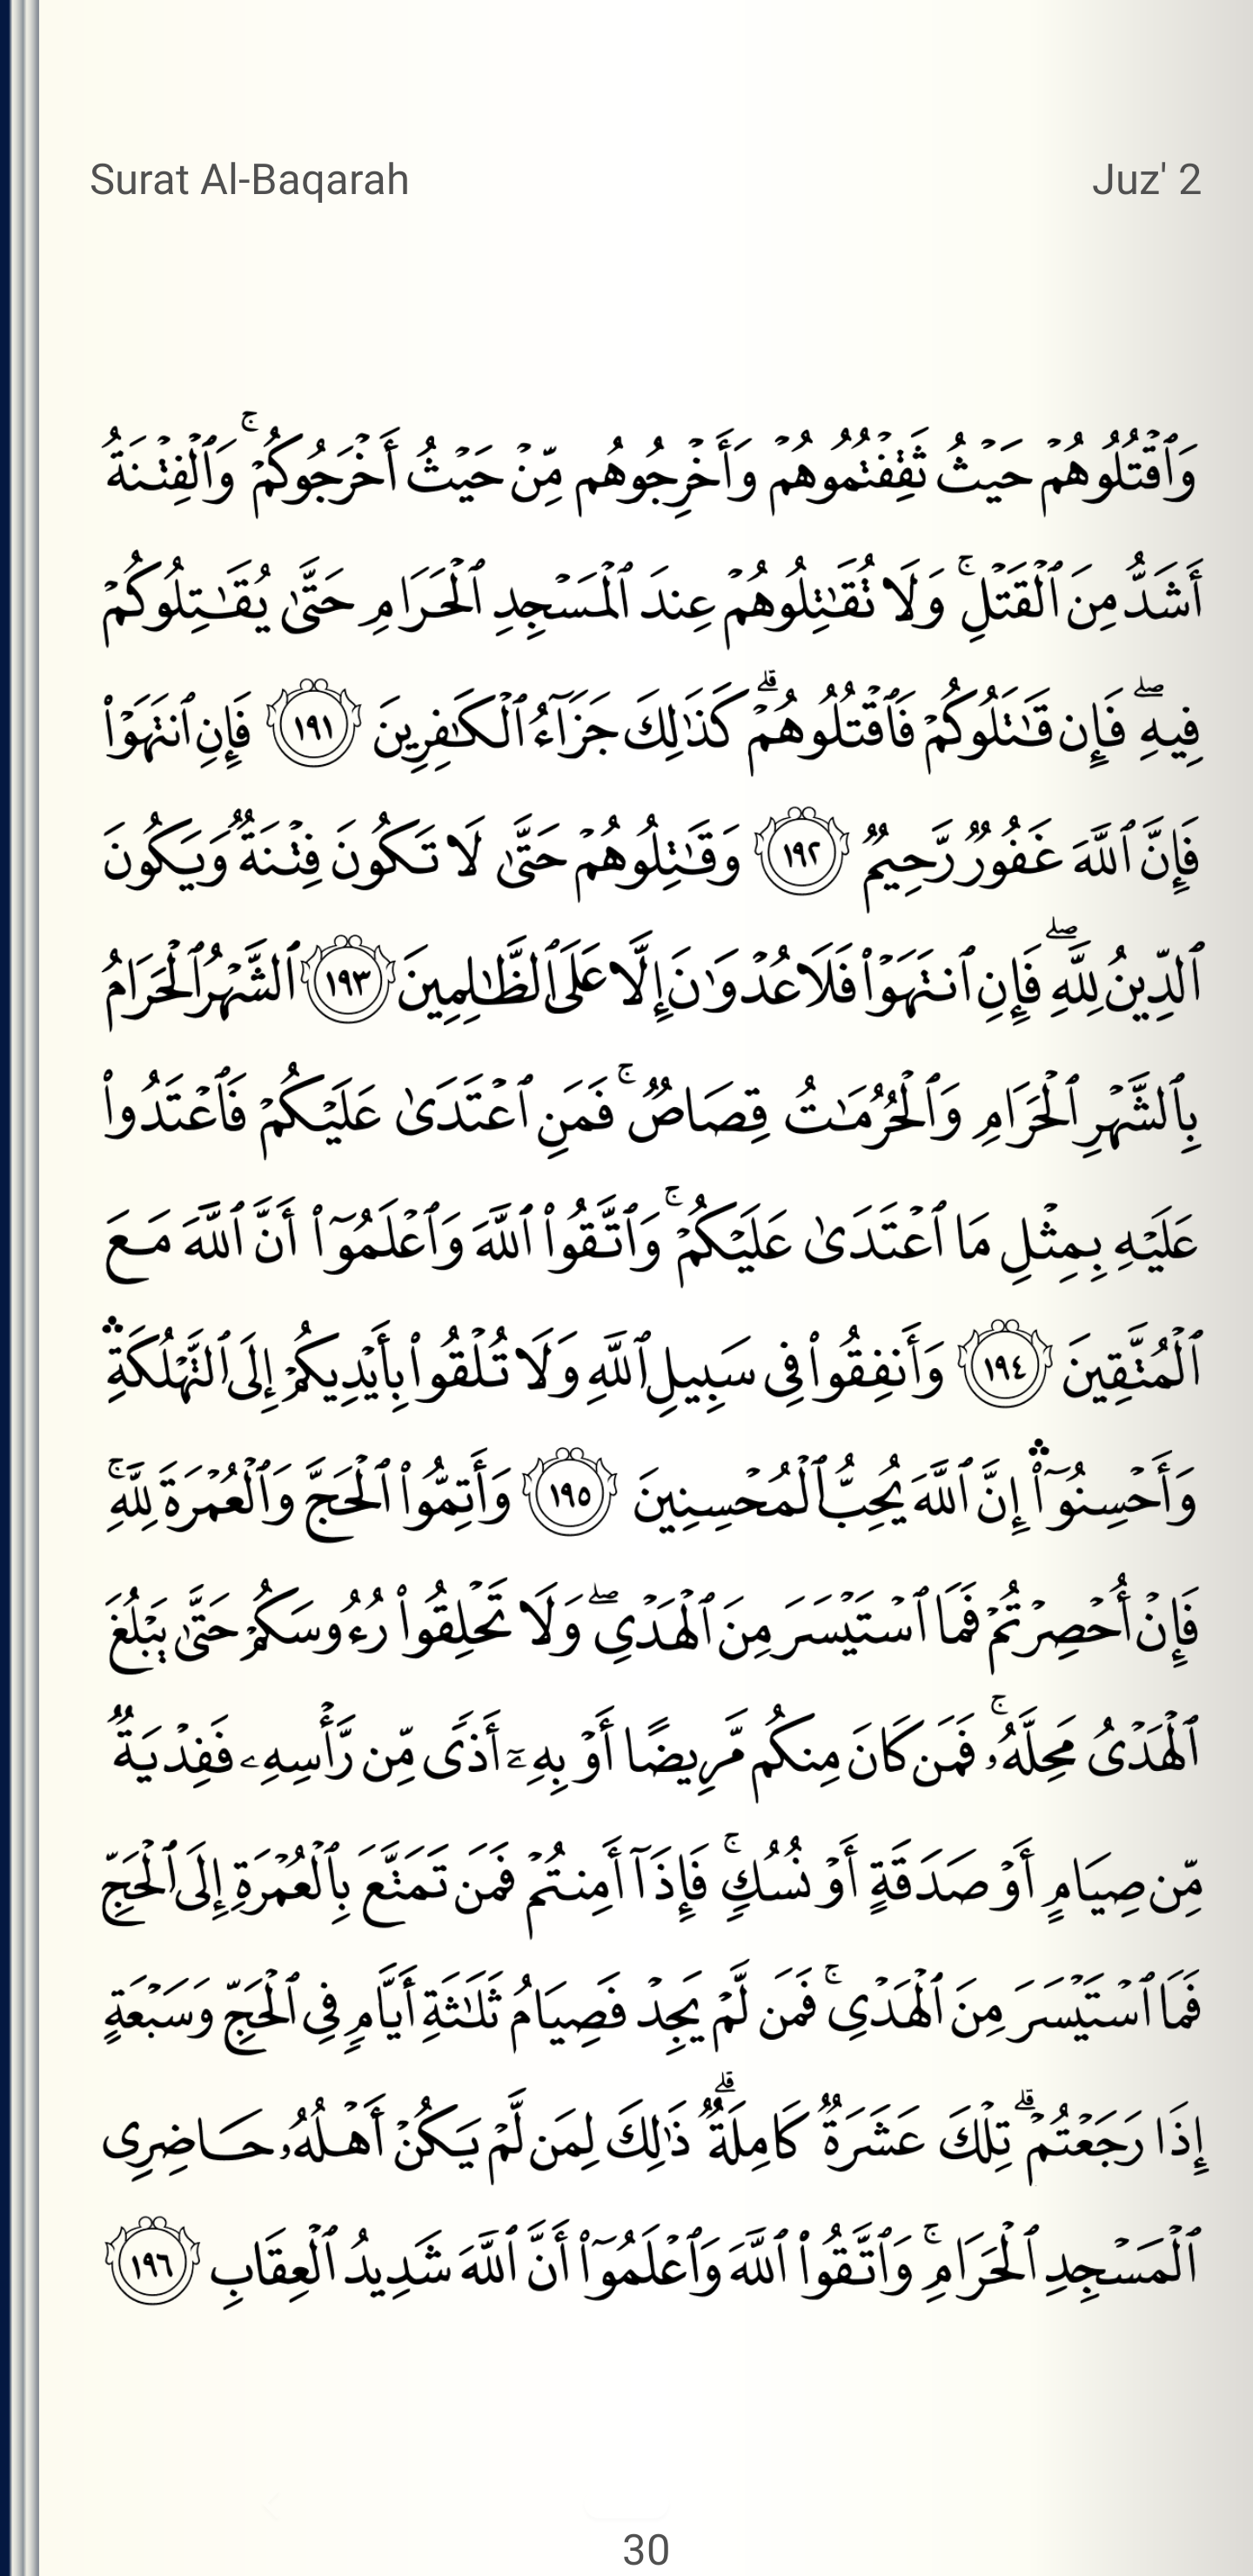 Surat Al-Baqarah Juz' 2
وَٱقۡتُلُوهُمۡ حَيۡثُ ثَقِفۡتُمُوهُمۡ وَأَخۡرِجُوهُم مِّنۡ حَيۡثُ أَخۡرَجُوكُمۡۚ وَٱلۡفِتۡنَةُ
أَشَدُّ مِنَ ٱلۡقَتۡلِۚ وَلَا تُقَٰتِلُوهُمۡ عِندَ ٱلۡمَسۡجِدِ ٱلۡحَرَامِ حَتَّىٰ يُقَٰتِلُوكُمۡ
فِيهِۖ فَإِن قَٰتَلُوكُمۡ فَٱقۡتُلُوهُمۡۗ كَذَٰلِكَ جَزَآءُ ٱلۡكَٰفِرِينَ ١٩١ فَإِنِ ٱنتَهَوۡاْ
فَإِنَّ ٱللَّهَ غَفُورٞ رَّحِيمٞ ١٩٢ وَقَٰتِلُوهُمۡ حَتَّىٰ لَا تَكُونَ فِتۡنَةٞ وَيَكُونَ
ٱلدِّينُ لِلَّهِۖ فَإِنِ ٱنتَهَوۡاْ فَلَا عُدۡوَٰنَ إِلَّا عَلَى ٱلظَّٰلِمِينَ ١٩٣ ٱلشَّهۡرُ ٱلۡحَرَامُ
بِٱلشَّهۡرِ ٱلۡحَرَامِ وَٱلۡحُرُمَٰتُ قِصَاصٞۚ فَمَنِ ٱعۡتَدَىٰ عَلَيۡكُمۡ فَٱعۡتَدُواْ
عَلَيۡهِ بِمِثۡلِ مَا ٱعۡتَدَىٰ عَلَيۡكُمۡۚ وَٱتَّقُواْ ٱللَّهَ وَٱعۡلَمُوٓاْ أَنَّ ٱللَّهَ مَعَ
ٱلۡمُتَّقِينَ ١٩٤ وَأَنفِقُواْ فِي سَبِيلِ ٱللَّهِ وَلَا تُلۡقُواْ بِأَيۡدِيكُمۡ إِلَى ٱلتَّهۡلُكَةِۛ
وَأَحۡسِنُوٓاْۛ إِنَّ ٱللَّهَ يُحِبُّ ٱلۡمُحۡسِنِينَ ١٩٥ وَأَتِمُّواْ ٱلۡحَجَّ وَٱلۡعُمۡرَةَ لِلَّهِۚ
فَإِنۡ أُحۡصِرۡتُمۡ فَمَا ٱسۡتَيۡسَرَ مِنَ ٱلۡهَدۡيِۖ وَلَا تَحۡلِقُواْ رُءُوسَكُمۡ حَتَّىٰ يَبۡلُغَ
ٱلۡهَدۡيُ مَحِلَّهُۥۚ فَمَن كَانَ مِنكُم مَّرِيضًا أَوۡ بِهِۦٓ أَذٗى مِّن رَّأۡسِهِۦ فَفِدۡيَةٞ
مِّن صِيَامٍ أَوۡ صَدَقَةٍ أَوۡ نُسُكٖۚ فَإِذَآ أَمِنتُمۡ فَمَن تَمَتَّعَ بِٱلۡعُمۡرَةِ إِلَى ٱلۡحَجِّ
فَمَا ٱسۡتَيۡسَرَ مِنَ ٱلۡهَدۡيِۚ فَمَن لَّمۡ يَجِدۡ فَصِيَامُ ثَلَٰثَةِ أَيَّامٖ فِي ٱلۡحَجِّ وَسَبۡعَةٍ
إِذَا رَجَعۡتُمۡۗ تِلۡكَ عَشَرَةٞ كَامِلَةٞۗ ذَٰلِكَ لِمَن لَّمۡ يَكُنۡ أَهۡلُهُۥ حَاضِرِي
ٱلۡمَسۡجِدِ ٱلۡحَرَامِۚ وَٱتَّقُواْ ٱللَّهَ وَٱعۡلَمُوٓاْ أَنَّ ٱللَّهَ شَدِيدُ ٱلۡعِقَابِ ١٩٦
30